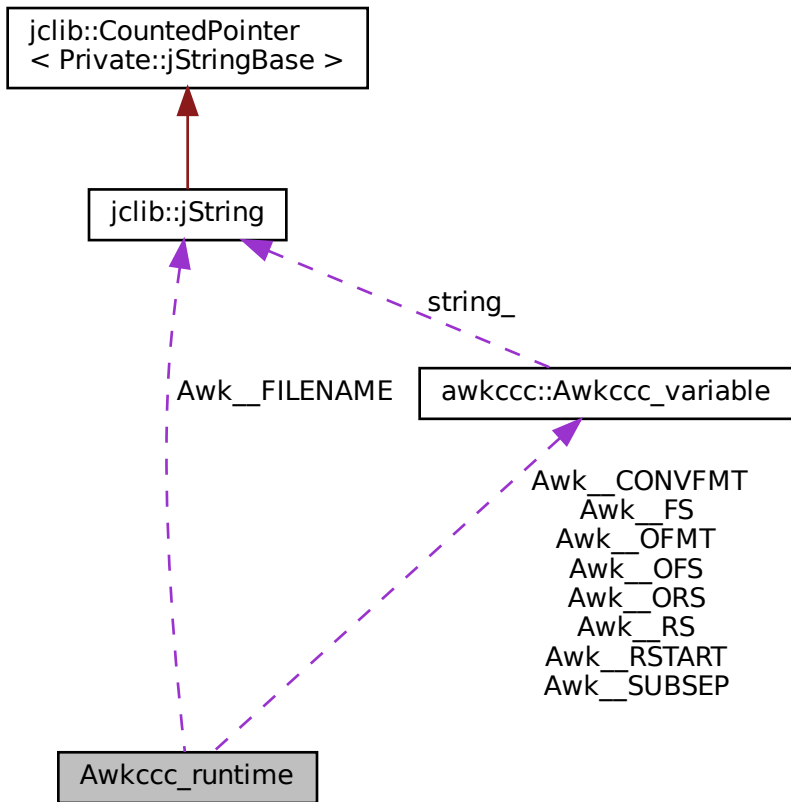 jclib::CountedPointer
< Private::jStringBase >
jclib::jString
string_
Awk__FILENAME
awkccc::Awkccc_variable
Awk__CONVFMT
Awk__FS
Awk__OFMT
Awk__OFS
Awk__ORS
Awk__RS
Awk__RSTART
Awk__SUBSEP
Awkccc_runtime